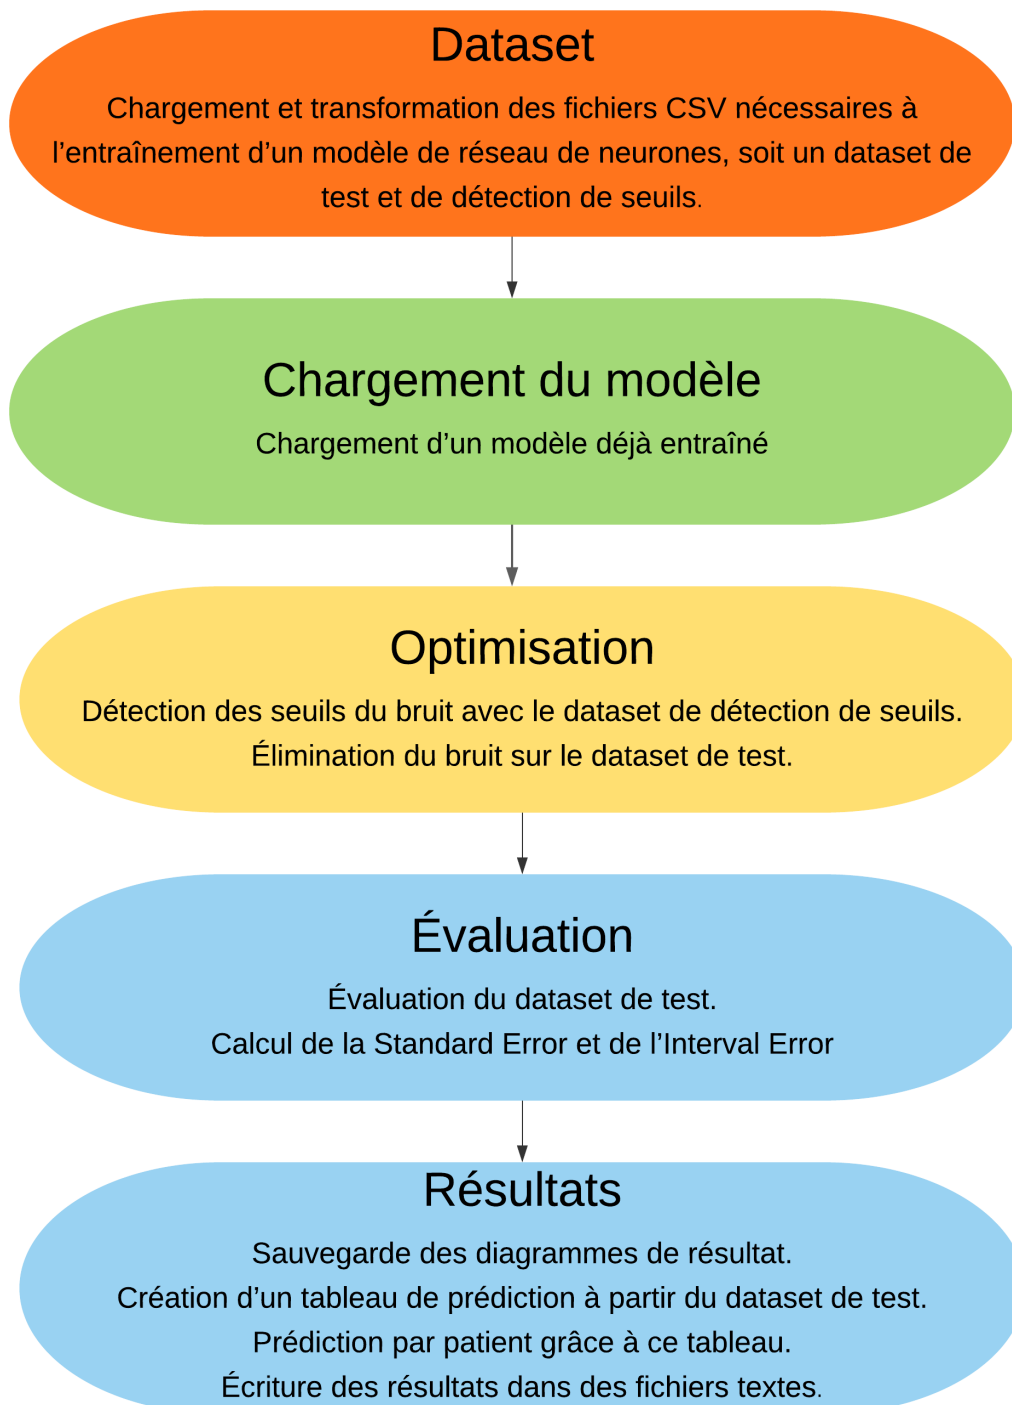 Dataset
Chargement et transformation des fichiers CSV nécessaires à
l’entraînement d’un modèle de réseau de neurones, soit un dataset de
test et de détection de seuils.
Chargement du modèle
Chargement d’un modèle déjà entraîné
Optimisation
Détection des seuils du bruit avec le dataset de détection de seuils.
Élimination du bruit sur le dataset de test.
Évaluation
Évaluation du dataset de test.
Calcul de la Standard Error et de l’Interval Error
Résultats
Sauvegarde des diagrammes de résultat.
Création d’un tableau de prédiction à partir du dataset de test.
Prédiction par patient grâce à ce tableau.
Écriture des résultats dans des fichiers textes.